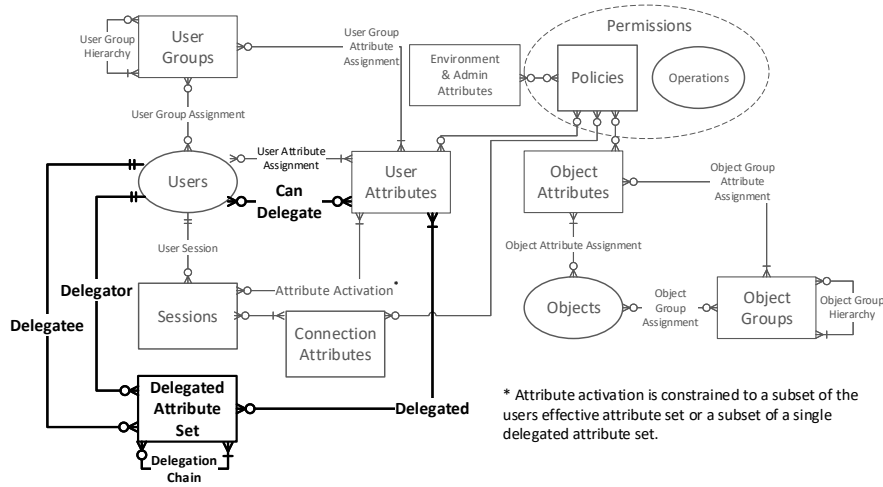 User Group
Hierarchy
User
Groups
User Group
Attribute
Assignment
Environment
& Admin
Attributes
Permissions
Policies
Operations
User Group Assignment
Users
User Attribute
Assignment
Can
Delegate
User
Attributes
Object
Attributes
Object Group
Attribute
Assignment
User Session
Object Attribute Assignment
Delegator
Delegatee
Attribute Activation*
Sessions
Connection
Attributes
Objects
Object
Group
Assignment
Object
Groups
Object Group
Hierarchy
Delegated
Attribute
Set
Delegated
Delegation
Chain
* Attribute activation is constrained to a subset of the
users effective attribute set or a subset of a single
delegated attribute set.